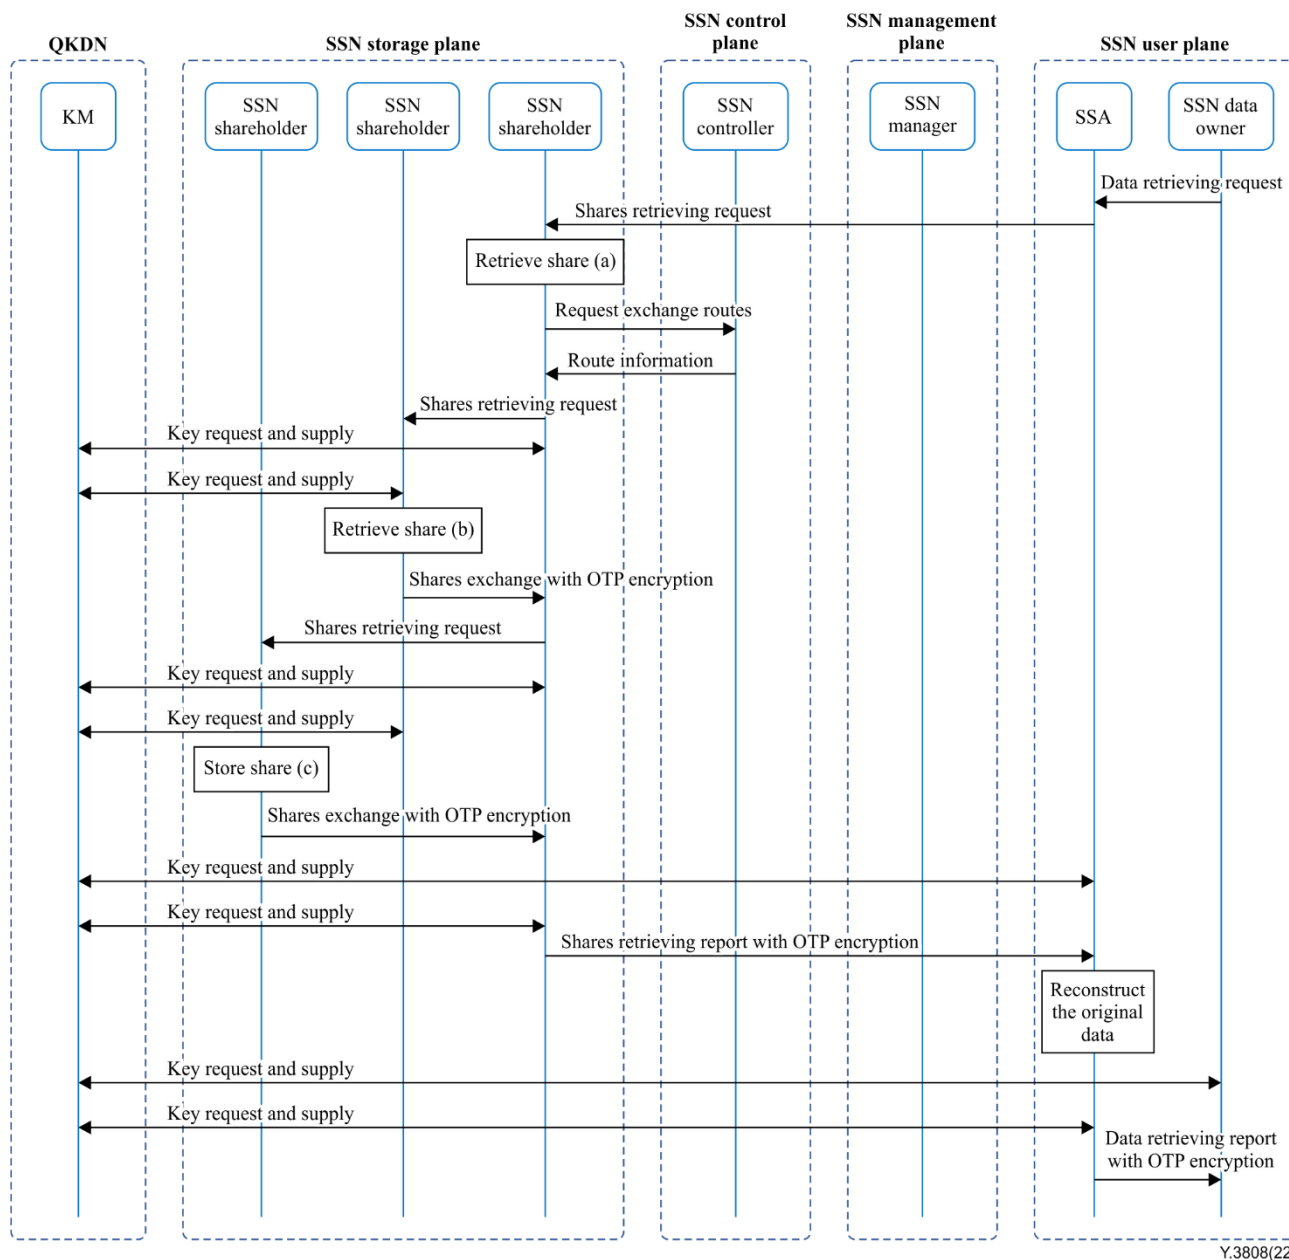 QKDN
SSN storage plane
SSN control
plane
SSN management
plane
SSN user plane
KM
SSN
shareholder
SSN
shareholder
SSN
shareholder
SSN
controller
SSN
manager
SSA
SSN data
owner
Data retrieving request
Shares retrieving request
Retrieve share (a)
Request exchange routes
Route information
Shares retrieving request
Key request and supply
Key request and supply
Retrieve share (b)
Shares exchange with OTP encryption
Shares retrieving request
Key request and supply
Key request and supply
Store share (c)
Shares exchange with OTP encryption
Key request and supply
Key request and supply
Shares retrieving report with OTP encryption
Reconstruct
the original
data
Key request and supply
Key request and supply
Data retrieving report
with OTP encryption
Y.3808(22